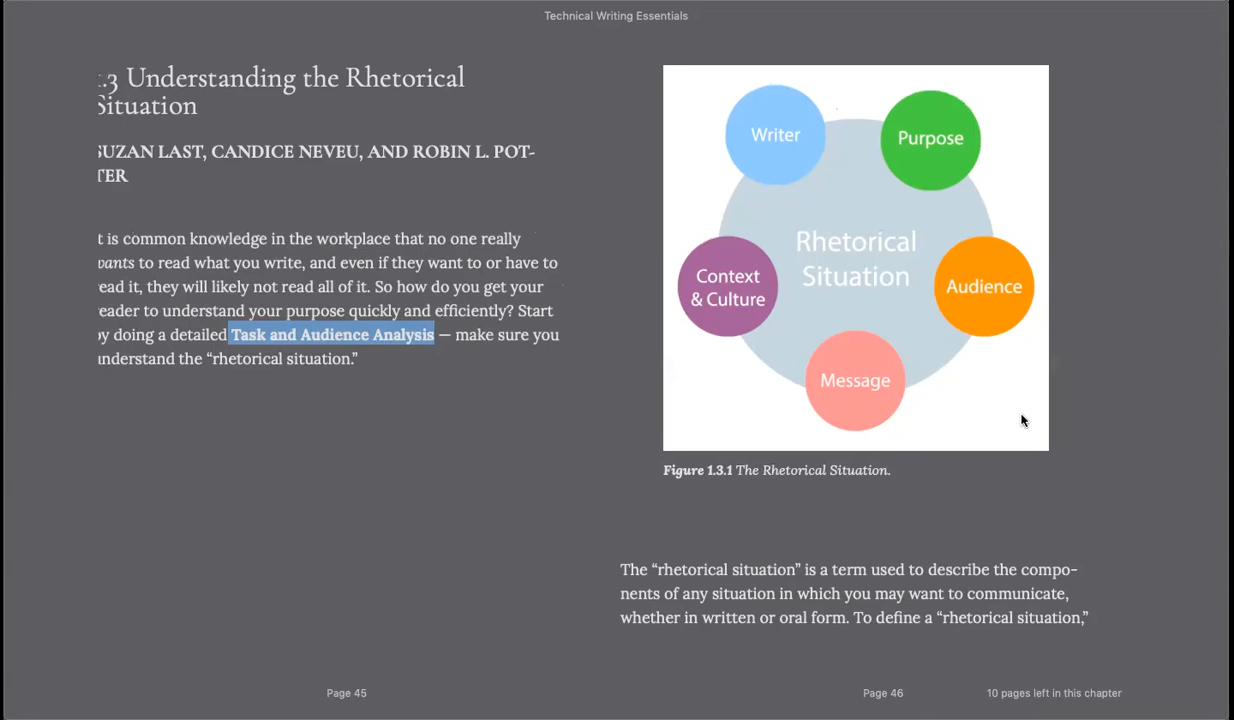 Technical Writing Essentials
.3 Understanding the Rhetorical
Situation
SUZAN LAST, CANDICE NEVEU, AND ROBIN L. POT-
TER
t is common knowledge in the workplace that no one really
wants to read what you write, and even if they want to or have to
read it, they will likely not read all of it. So how do you get your
reader to understand your purpose quickly and efficiently? Start
by doing a detailed Task and Audience Analysis — make sure you
understand the “rhetorical situation.”
Page 45
Writer
Purpose
Rhetorical
Situation
Context
& Culture
Audience
Message
Figure 1.3.1 The Rhetorical Situation.
The “rhetorical situation” is a term used to describe the compo-
nents of any situation in which you may want to communicate,
whether in written or oral form. To define a “rhetorical situation,”
Page 46
10 pages left in this chapter